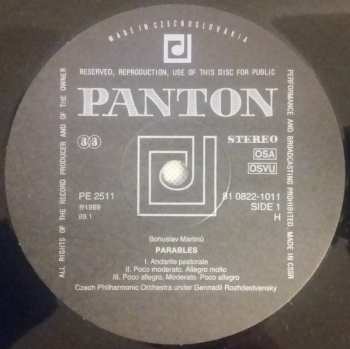 MADE IN CZECHOSLOVAKIA
RESERVED, REPRODUCTION, USE OF THIS DISC FOR PUBLIC
PERFORMANCE AND BROADCASTING PROHIBITED. MADE IN CSSR
ALL RIGHTS OF THE RECORD PRODUCER AND OF THE OWNER
PANTON
33
STEREO
OSA
OSVU
PE 2511
℗1989
89.1
81 0822-1011
SIDE 1
H
Bohuslav Martinů
PARABLES
I. Andante pastorale
II. Poco moderato. Allegro molto
III. Poco allegro. Moderato. Poco allegro
Czech Philharmonic Orchestra under Gennadii Rozhdestvensky